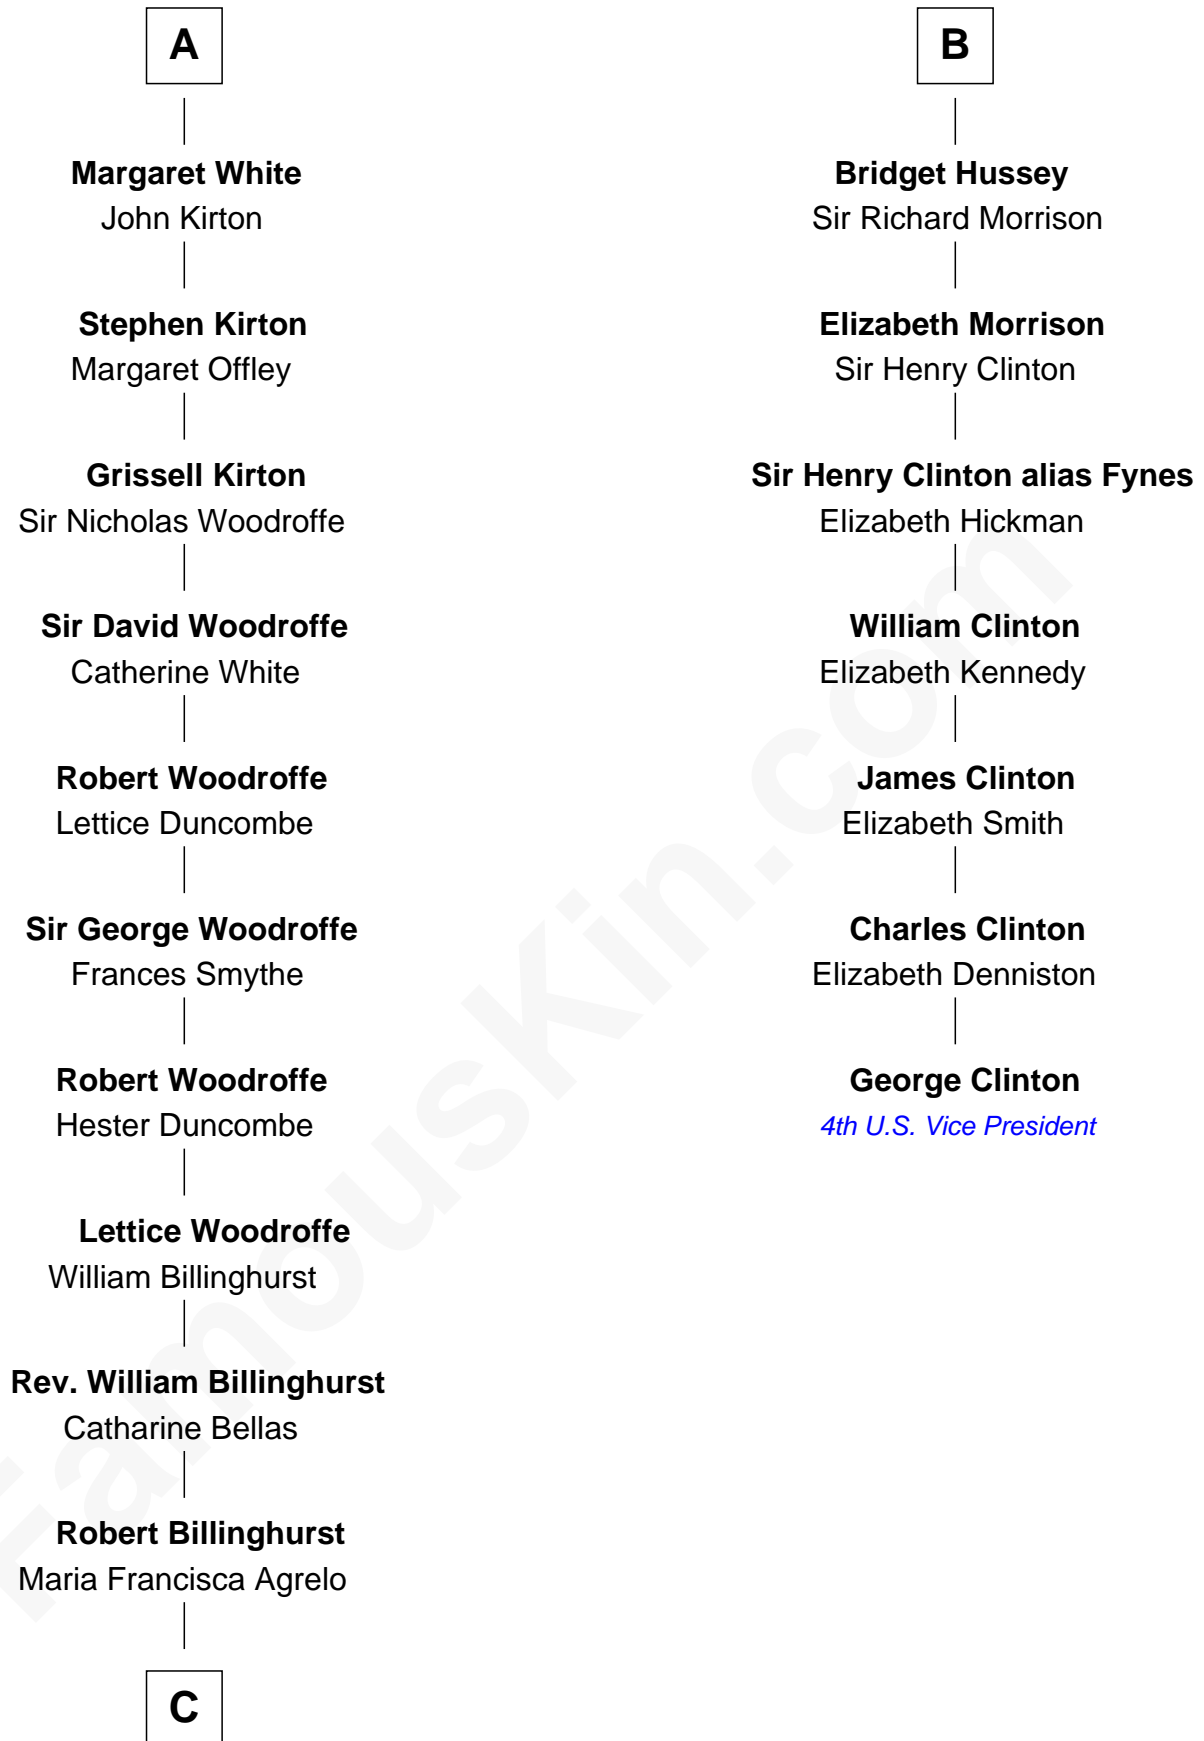 A
Margaret White
John Kirton
Stephen Kirton
Margaret Offley
Grissell Kirton
Sir Nicholas Woodroffe
Sir David Woodroffe
Catherine White
Robert Woodroffe
Lettice Duncombe
Sir George Woodroffe
Frances Smythe
Robert Woodroffe
Hester Duncombe
Lettice Woodroffe
William Billinghurst
Rev. William Billinghurst
Catharine Bellas
Robert Billinghurst
Maria Francisca Agrelo
C
B
Bridget Hussey
Sir Richard Morrison
Elizabeth Morrison
Sir Henry Clinton
Sir Henry Clinton alias Fynes
Elizabeth Hickman
William Clinton
Elizabeth Kennedy
James Clinton
Elizabeth Smith
Charles Clinton
Elizabeth Denniston
George Clinton
4th U.S. Vice President
FamousKin.com